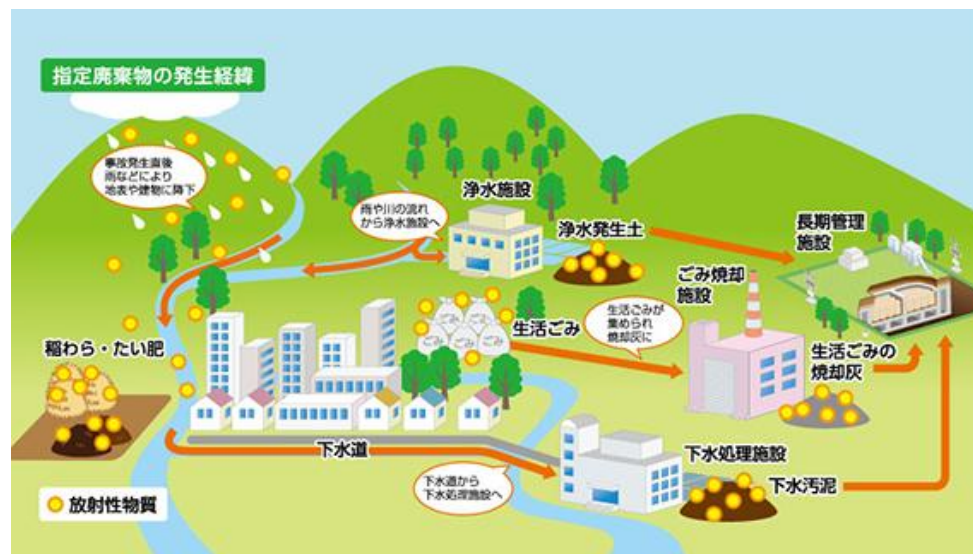 指定廃棄物の発生経緯
事故発生直後
雨などにより
地表や建物に降下
雨や川の流れ
から浄水施設へ
浄水施設
浄水発生土
長期管理
施設
ごみ焼却
施設
生活ごみ
生活ごみが
集められ
焼却灰に
ごみ
ごみ
ごみ
稲わら・たい肥
生活ごみの
焼却灰
下水道
下水処理施設
下水道から
下水処理施設へ
下水汚泥
放射性物質